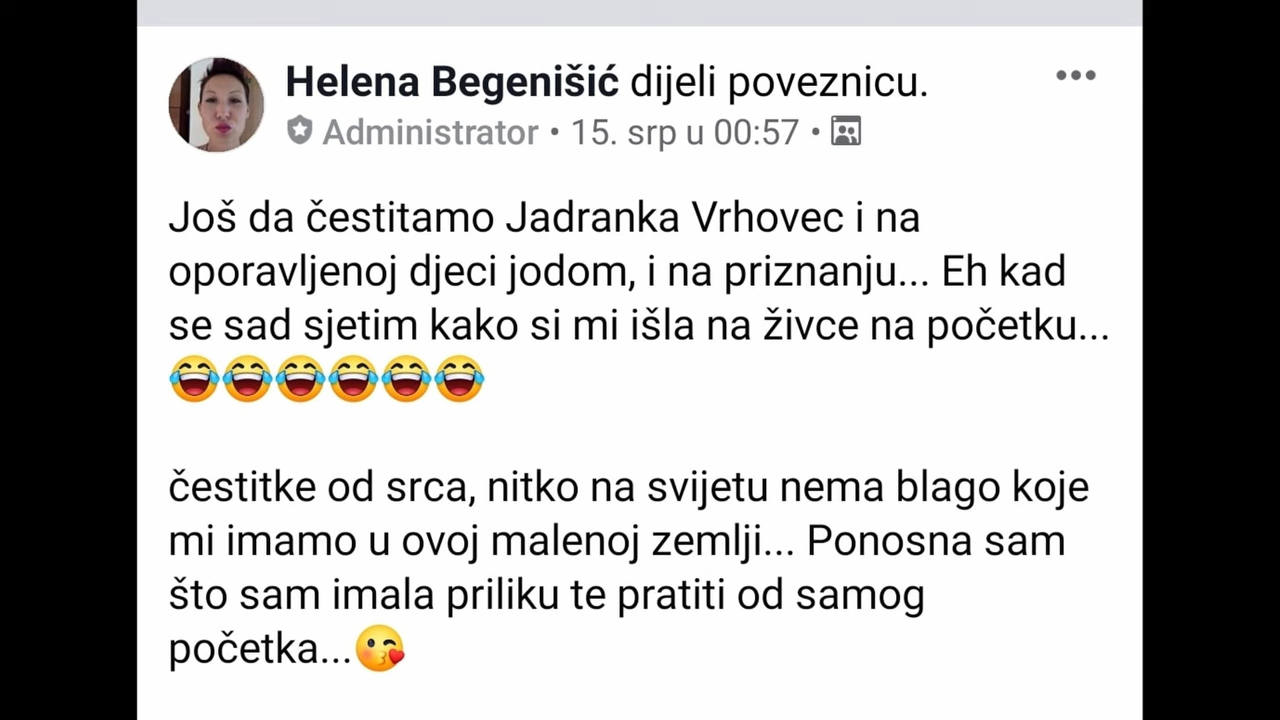 Helena Begenišić dijeli poveznicu.
Administrator • 15. srp u 00:57 •
Još da čestitamo Jadranka Vrhovec i na
oporavljenoj djeci jodom, i na priznanju... Eh kad
se sad sjetim kako si mi išla na živce na početku...
😂😂😂😂😂😂
čestitke od srca, nitko na svijetu nema blago koje
mi imamo u ovoj malenoj zemlji... Ponosna sam
što sam imala priliku te pratiti od samog
početka...😘